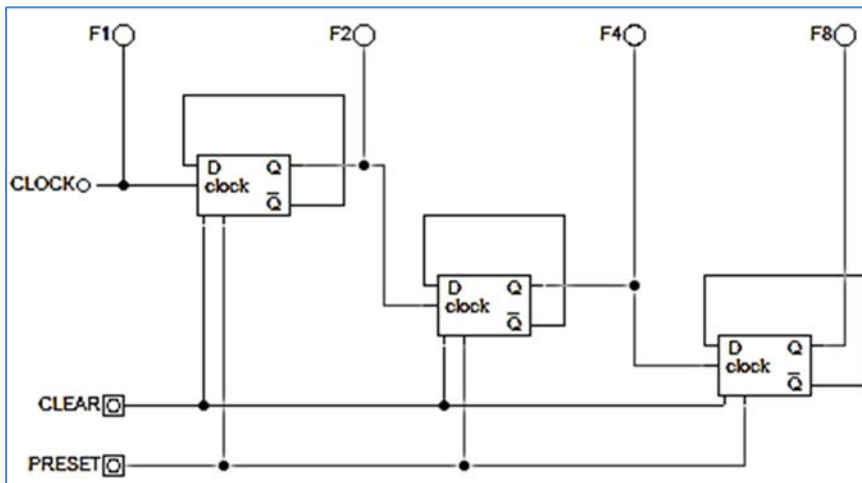 F1 F2 F4 F8
D Q
CLOCK clock
Q̅
D Q
clock
Q̅
D Q
clock
Q̅
CLEAR
PRESET